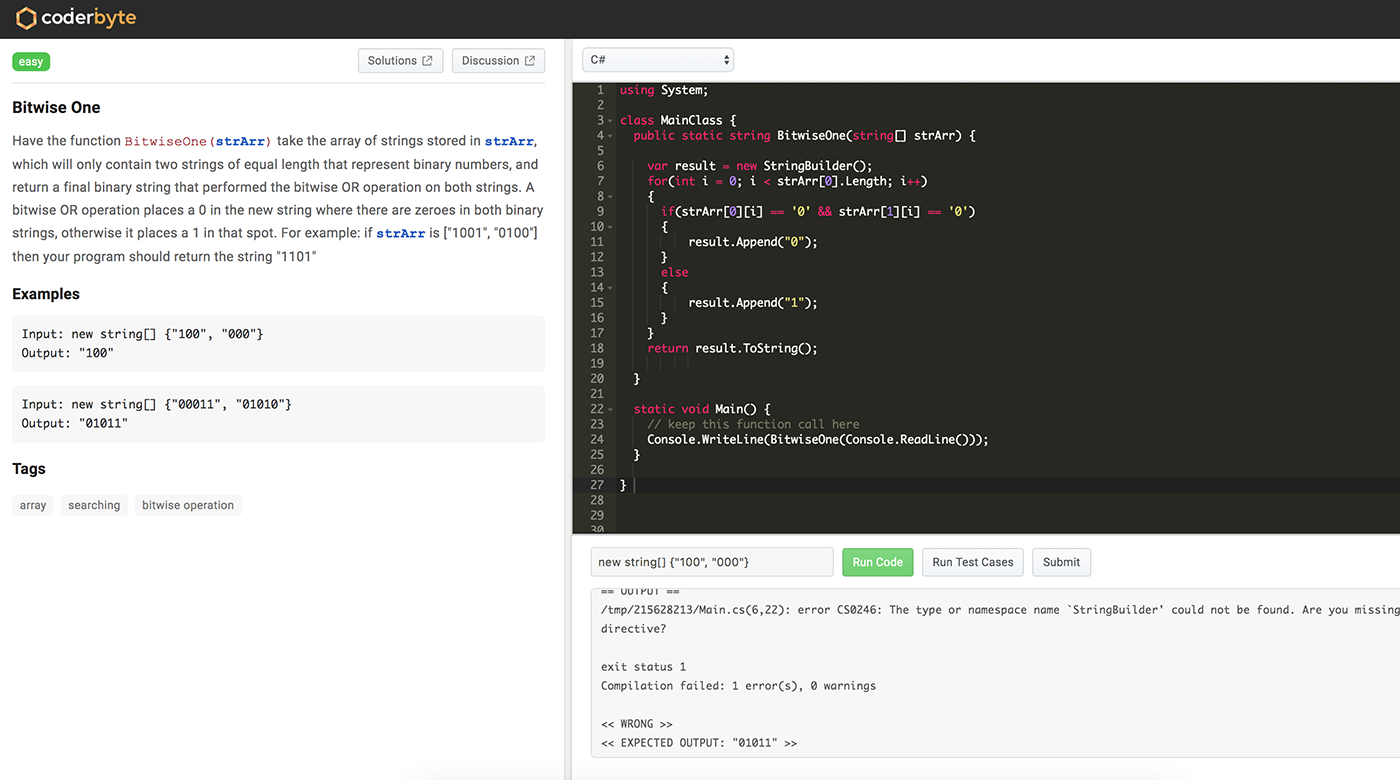 coderbyte
easy
Solutions
Discussion
Bitwise One
Have the function BitwiseOne(strArr) take the array of strings stored in strArr,
which will only contain two strings of equal length that represent binary numbers, and
return a final binary string that performed the bitwise OR operation on both strings. A
bitwise OR operation places a 0 in the new string where there are zeroes in both binary
strings, otherwise it places a 1 in that spot. For example: if strArr is ["1001", "0100"]
then your program should return the string "1101"
Examples
Input: new string[] {"100", "000"}
Output: "100"
Input: new string[] {"00011", "01010"}
Output: "01011"
Tags
array searching bitwise operation
C#
1 using System;
2
3 class MainClass {
4 public static string BitwiseOne(string[] strArr) {
5
6 var result = new StringBuilder();
7 for(int i = 0; i < strArr[0].Length; i++)
8 {
9 if(strArr[0][i] == '0' && strArr[1][i] == '0')
10 {
11 result.Append("0");
12 }
13 else
14 {
15 result.Append("1");
16 }
17 }
18 return result.ToString();
19
20 }
21
22 static void Main() {
23 // keep this function call here
24 Console.WriteLine(BitwiseOne(Console.ReadLine()));
25 }
26
27 }
28
29
30
new string[] {"100", "000"}
Run Code
Run Test Cases
Submit
== OUTPUT ==
/tmp/215628213/Main.cs(6,22): error CS0246: The type or namespace name `StringBuilder' could not be found. Are you missing
directive?
exit status 1
Compilation failed: 1 error(s), 0 warnings
<< WRONG >>
<< EXPECTED OUTPUT: "01011" >>